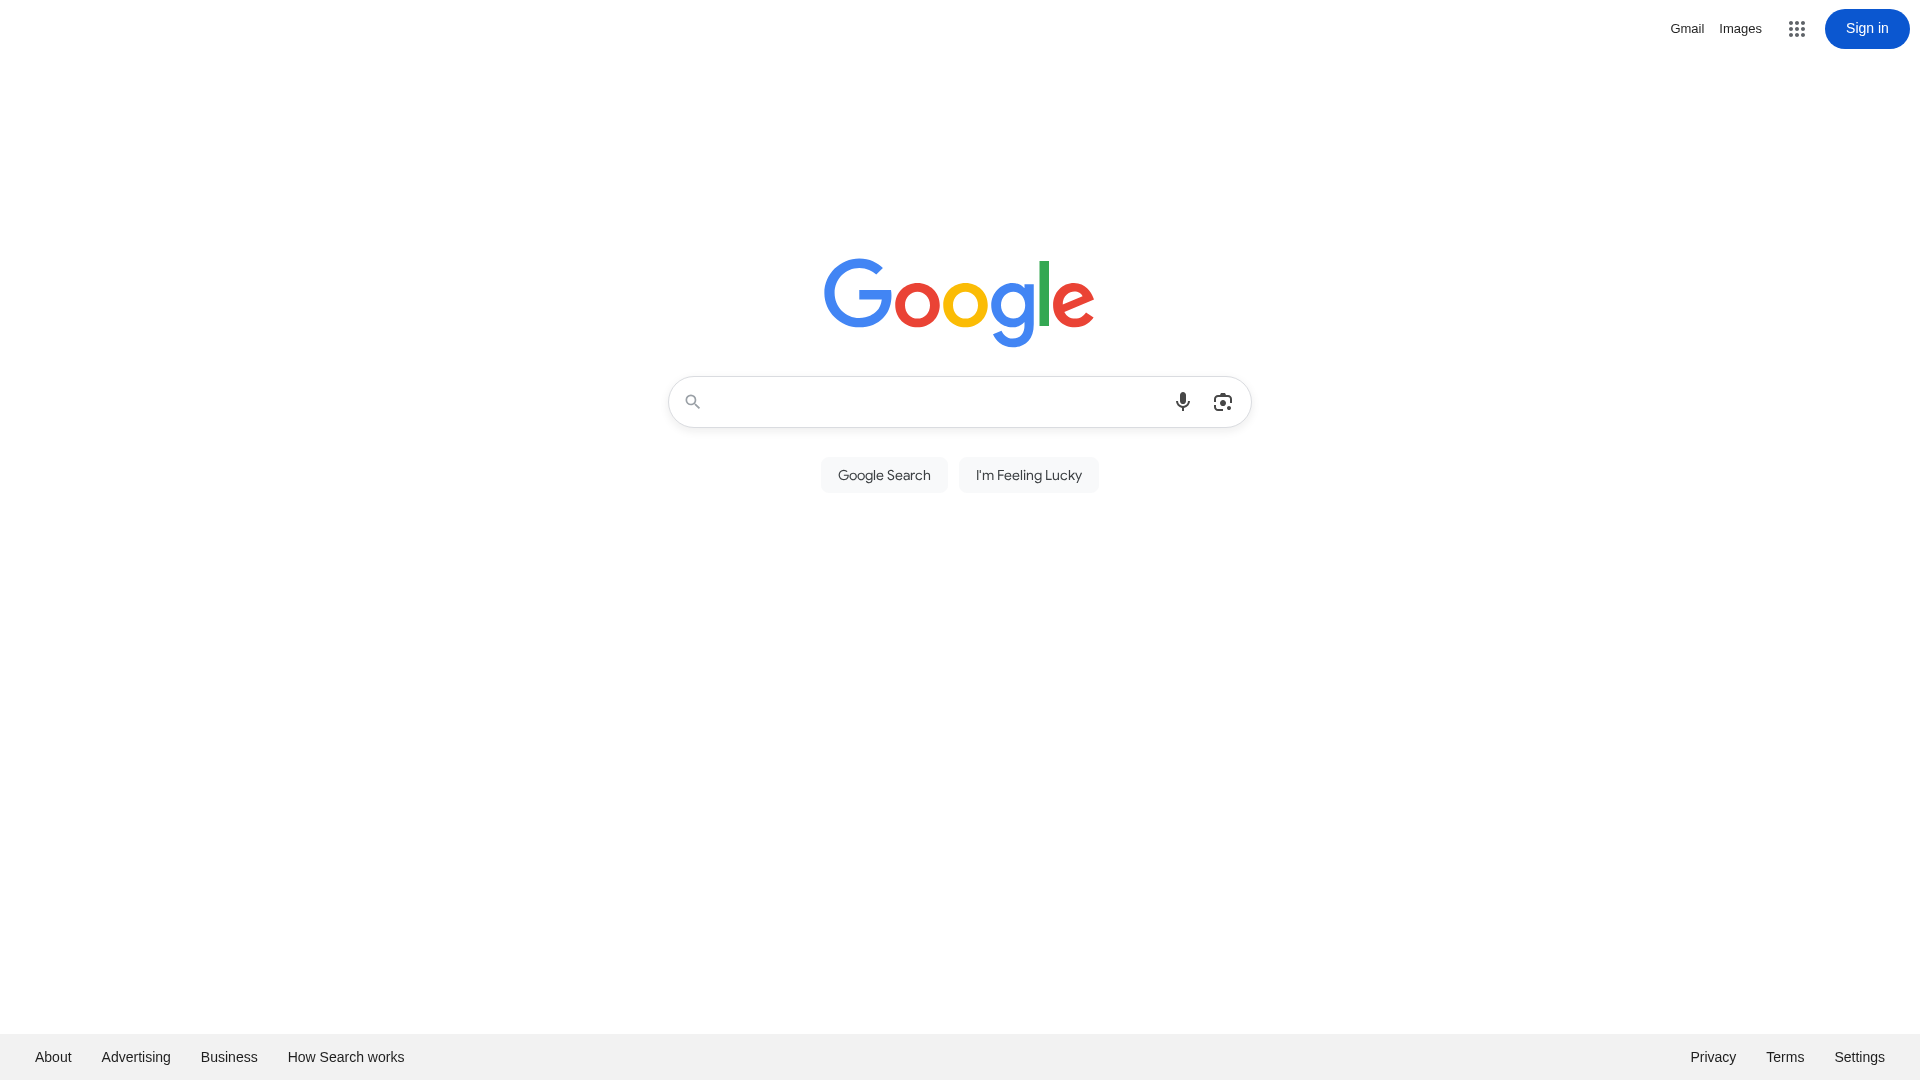 Gmail Images Sign in
Google
Google Search I'm Feeling Lucky
About Advertising Business How Search works Privacy Terms Settings